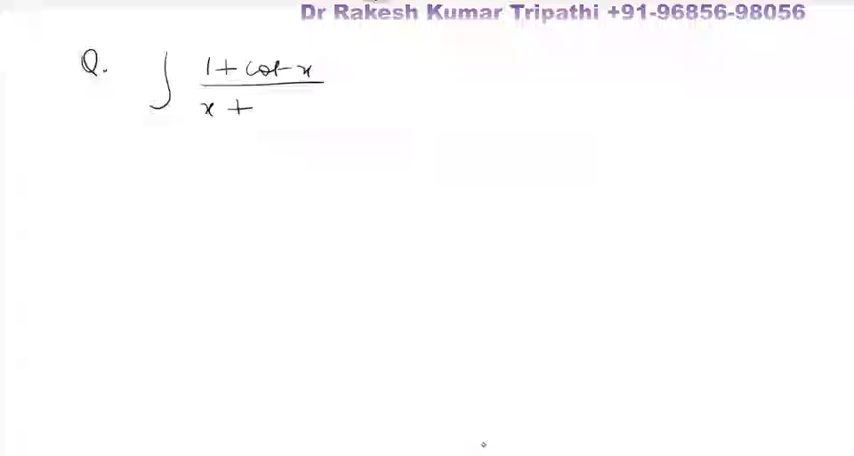 Dr Rakesh Kumar Tripathi +91-96856-98056
Q. ∫ (1 + cot x) / (x +